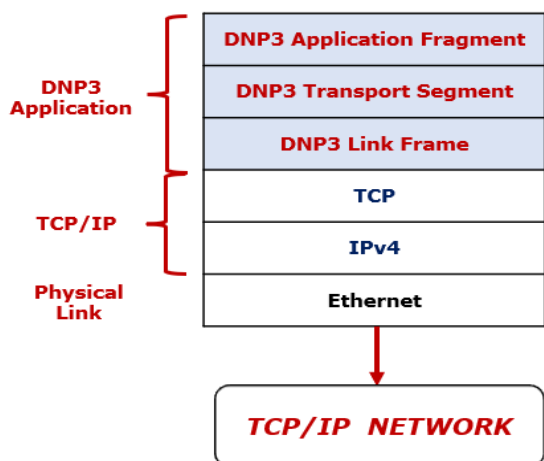 DNP3 Application Fragment
DNP3
Application
DNP3 Transport Segment
DNP3 Link Frame
TCP/IP
TCP
IPv4
Physical
Link
Ethernet
TCP/IP NETWORK